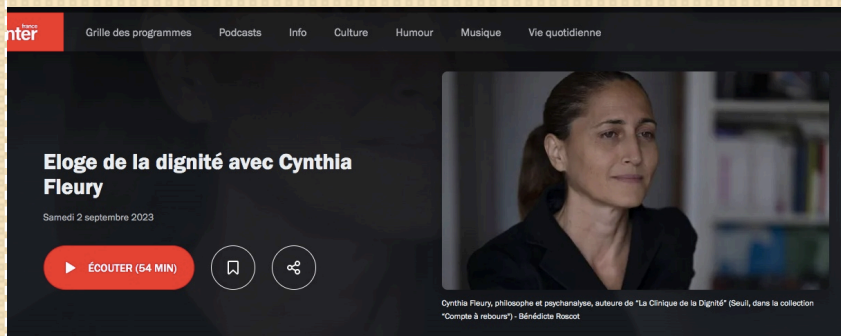 france
inter
Grille des programmes
Podcasts
Info
Culture
Humour
Musique
Vie quotidienne
Eloge de la dignité avec Cynthia
Fleury
Samedi 2 septembre 2023
ÉCOUTER (54 MIN)
Cynthia Fleury, philosophe et psychanalyse, auteure de "La Clinique de la Dignité" (Seuil, dans la collection
"Compte à rebours") - Bénédicte Roscot